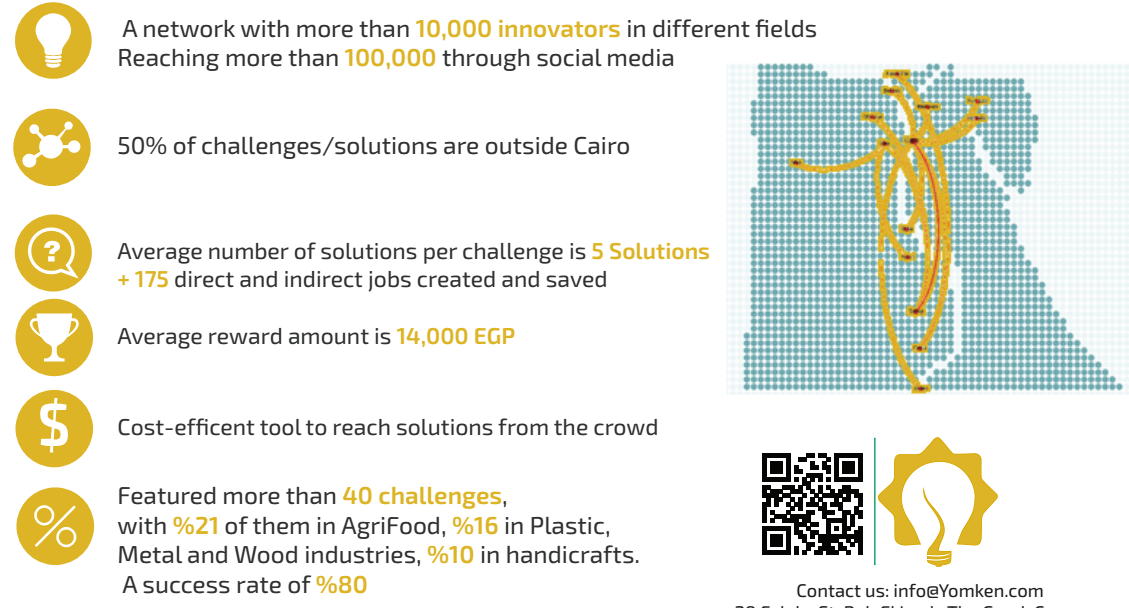 A network with more than 10,000 innovators in different fields
Reaching more than 100,000 through social media
50% of challenges/solutions are outside Cairo
?
Average number of solutions per challenge is 5 Solutions
+ 175 direct and indirect jobs created and saved
Average reward amount is 14,000 EGP
$
Cost-efficent tool to reach solutions from the crowd
%
Featured more than 40 challenges,
with %21 of them in AgriFood, %16 in Plastic,
Metal and Wood industries, %10 in handicrafts.
A success rate of %80
Contact us: info@Yomken.com